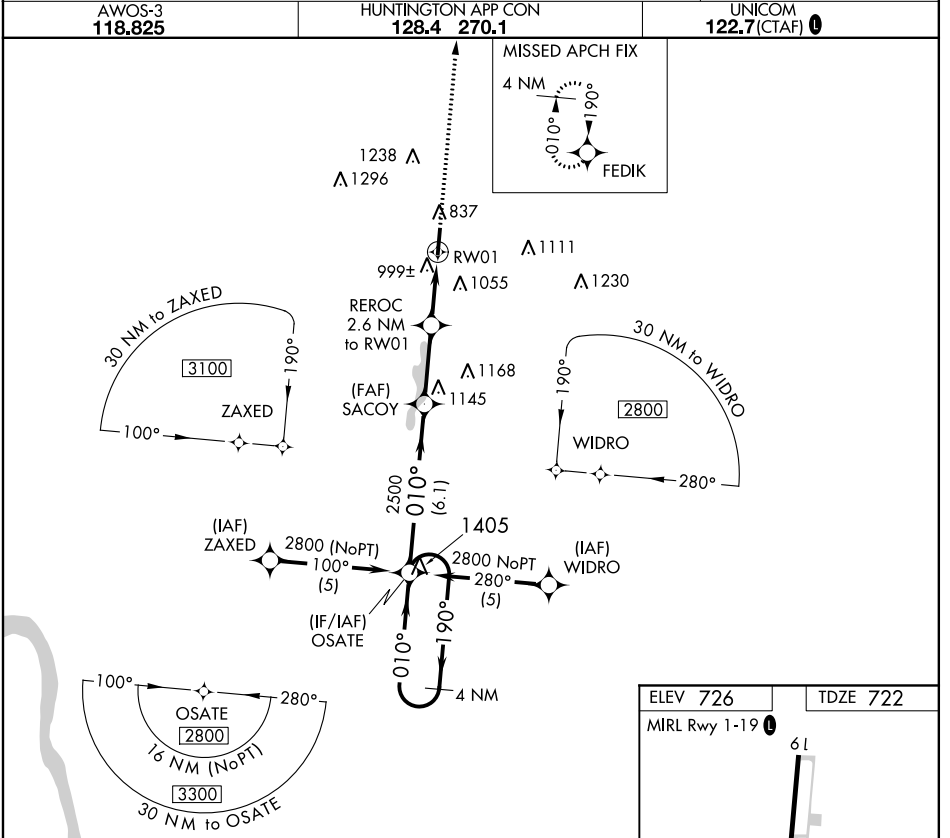 AWOS-3
118.825
HUNTINGTON APP CON
128.4 270.1
UNICOM
122.7(CTAF) L
MISSED APCH FIX
4 NM
010°
190°
FEDIK
1238
1296
837
RW01
1111
999±
1055
1230
REROC
2.6 NM
to RW01
30 NM to ZAXED
3100
190°
ZAXED
100°
(FAF)
SACOY
1168
1145
30 NM to WIDRO
190°
2800
WIDRO
280°
2500
010°
(6.1)
1405
(IAF)
ZAXED
2800 (NoPT)
100°
(5)
2800 NoPT
280°
(5)
(IAF)
WIDRO
(IF/IAF)
OSATE
010°
190°
4 NM
100°
280°
OSATE
2800
16 NM (NoPT)
3300
30 NM to OSATE
ELEV 726
TDZE 722
MIRL Rwy 1-19 L
19